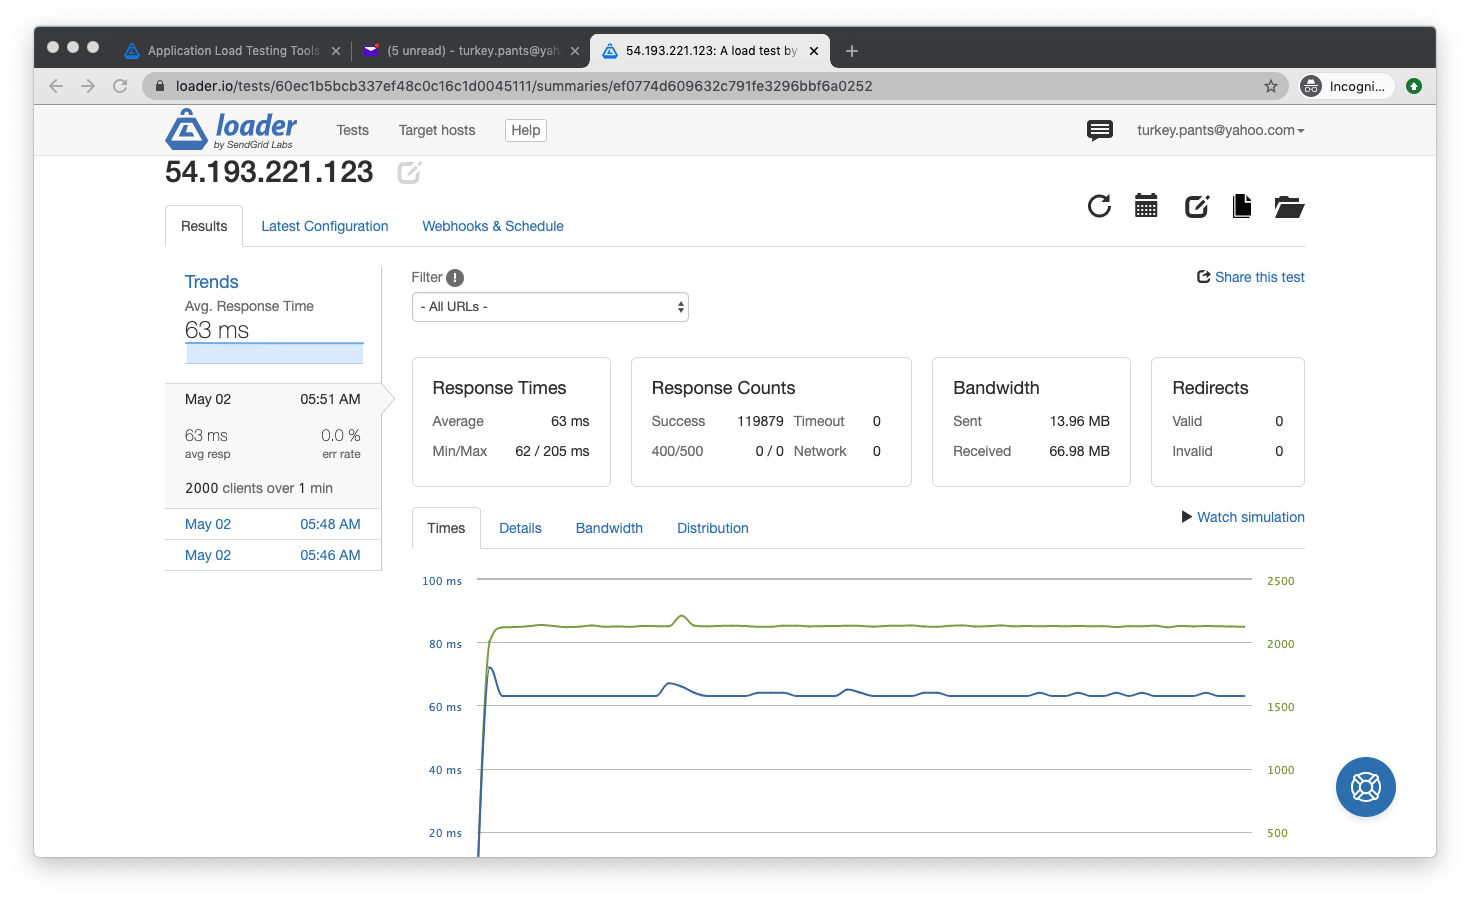 Application Load Testing Tools
(5 unread) - turkey.pants@yah
54.193.221.123: A load test by
loader.io/tests/60ec1b5bcb337ef48c0c16c1d0045111/summaries/ef0774d609632c791fe3296bbf6a0252
Incogni...
loader
by SendGrid Labs
Tests
Target hosts
Help
turkey.pants@yahoo.com
54.193.221.123
Results
Latest Configuration
Webhooks & Schedule
Trends
Avg. Response Time
63 ms
May 02 05:51 AM
63 ms 0.0 %
avg resp err rate
2000 clients over 1 min
May 02 05:48 AM
May 02 05:46 AM
Filter !
Share this test
- All URLs -
Response Times
Average 63 ms
Min/Max 62 / 205 ms
Response Counts
Success 119879 Timeout 0
400/500 0 / 0 Network 0
Bandwidth
Sent 13.96 MB
Received 66.98 MB
Redirects
Valid 0
Invalid 0
Times
Details
Bandwidth
Distribution
Watch simulation
100 ms 2500
80 ms 2000
60 ms 1500
40 ms 1000
20 ms 500